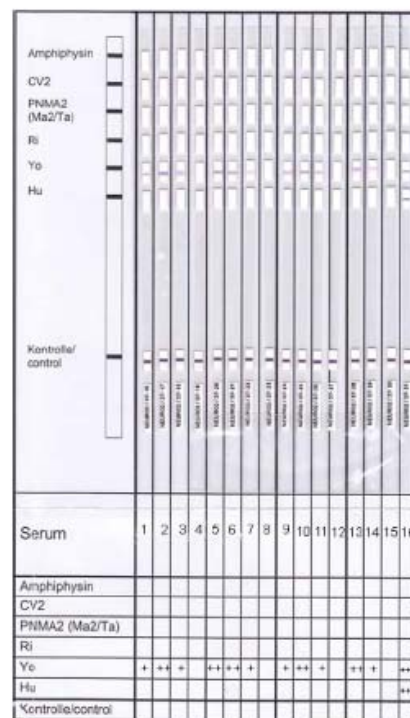 Amphiphysin
CV2
PNMA2
(Ma2/Ta)
Ri
Yo
Hu
Kontrolle/
control
Serum 1 2 3 4 5 6 7 8 9 10 11 12 13 14 15 16
Amphiphysin
CV2
PNMA2 (Ma2/Ta)
Ri
Yo + ++ + ++ ++ + + ++ + ++ + ++
Hu ++
Kontrolle/control